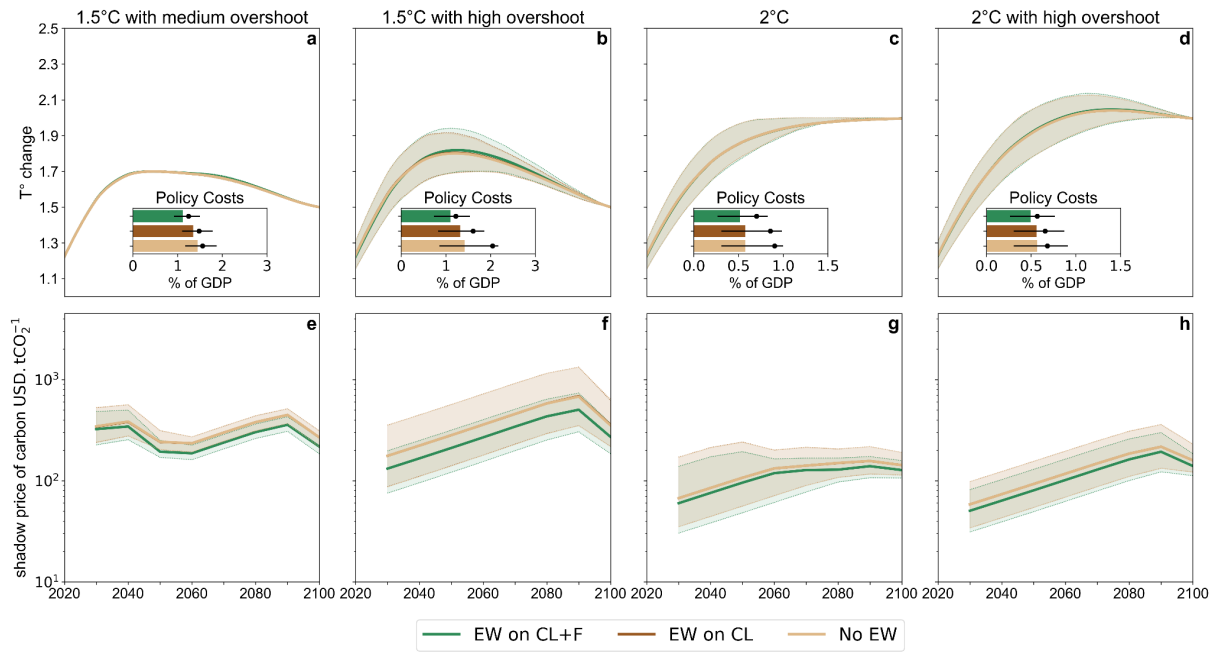 1.5°C with medium overshoot
1.5°C with high overshoot
2°C
2°C with high overshoot
T° change
2.5
2.3
2.1
1.9
1.7
1.5
1.3
1.1
a
b
c
d
Policy Costs
0 1 2 3
% of GDP
Policy Costs
0 1 2 3
% of GDP
Policy Costs
0.0 0.5 1.0 1.5
% of GDP
Policy Costs
0.0 0.5 1.0 1.5
% of GDP
shadow price of carbon USD. tCO₂⁻¹
10³
10²
10¹
e
f
g
h
2020 2040 2060 2080 2100
2020 2040 2060 2080 2100
2020 2040 2060 2080 2100
2020 2040 2060 2080 2100
EW on CL+F EW on CL No EW